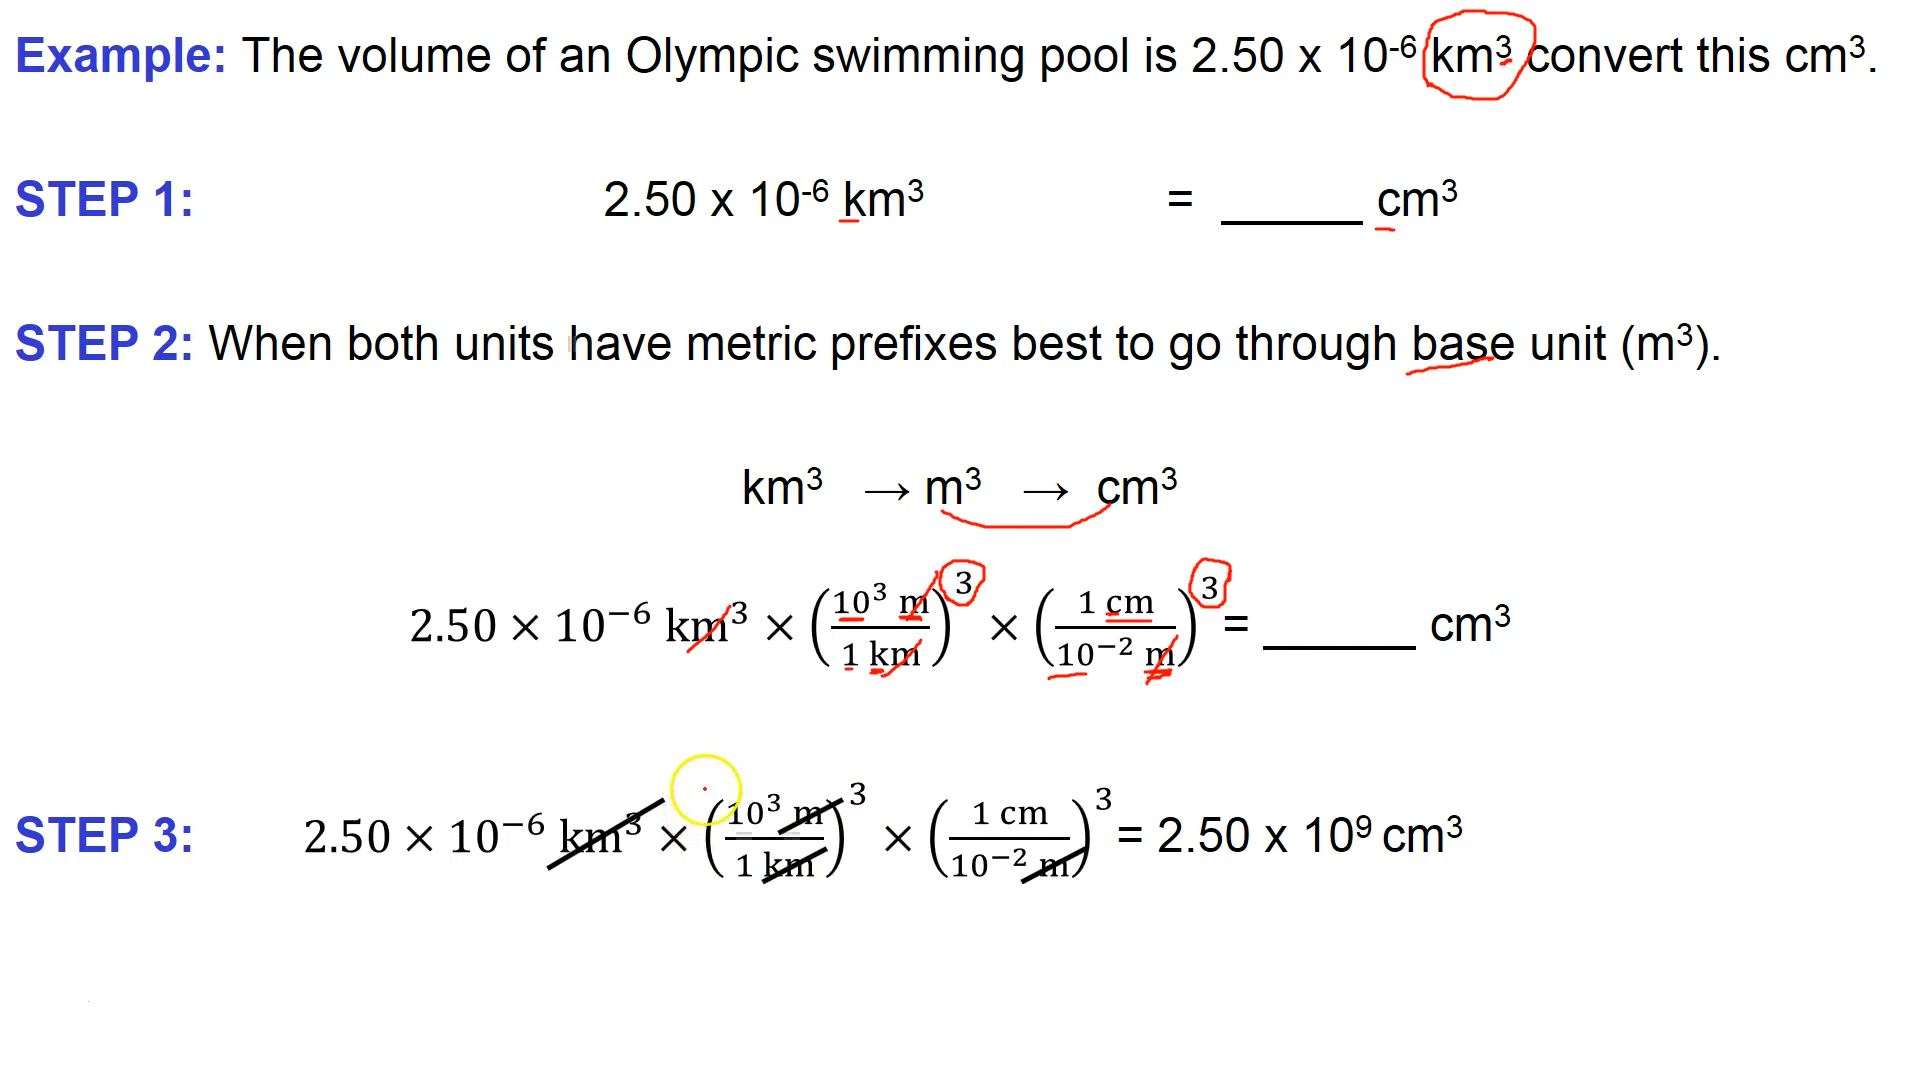 Example: The volume of an Olympic swimming pool is 2.50 x 10⁻⁶ km³ convert this cm³.
STEP 1: 2.50 x 10⁻⁶ km³ = ______ cm³
STEP 2: When both units have metric prefixes best to go through base unit (m³).
km³ → m³ → cm³
2.50 × 10⁻⁶ km³ × (10³ m / 1 km)³ × (1 cm / 10⁻² m)³ = ______ cm³
STEP 3: 2.50 × 10⁻⁶ km³ × (10³ m / 1 km)³ × (1 cm / 10⁻² m)³ = 2.50 x 10⁹ cm³